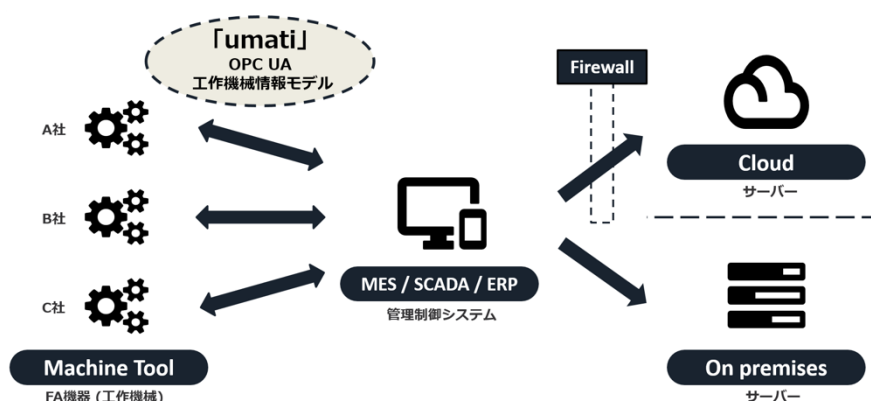 「umati」
OPC UA
工作機械情報モデル
Firewall
A社
B社
C社
Cloud
サーバー
MES / SCADA / ERP
管理制御システム
Machine Tool
FA機器 (工作機械)
On premises
サーバー